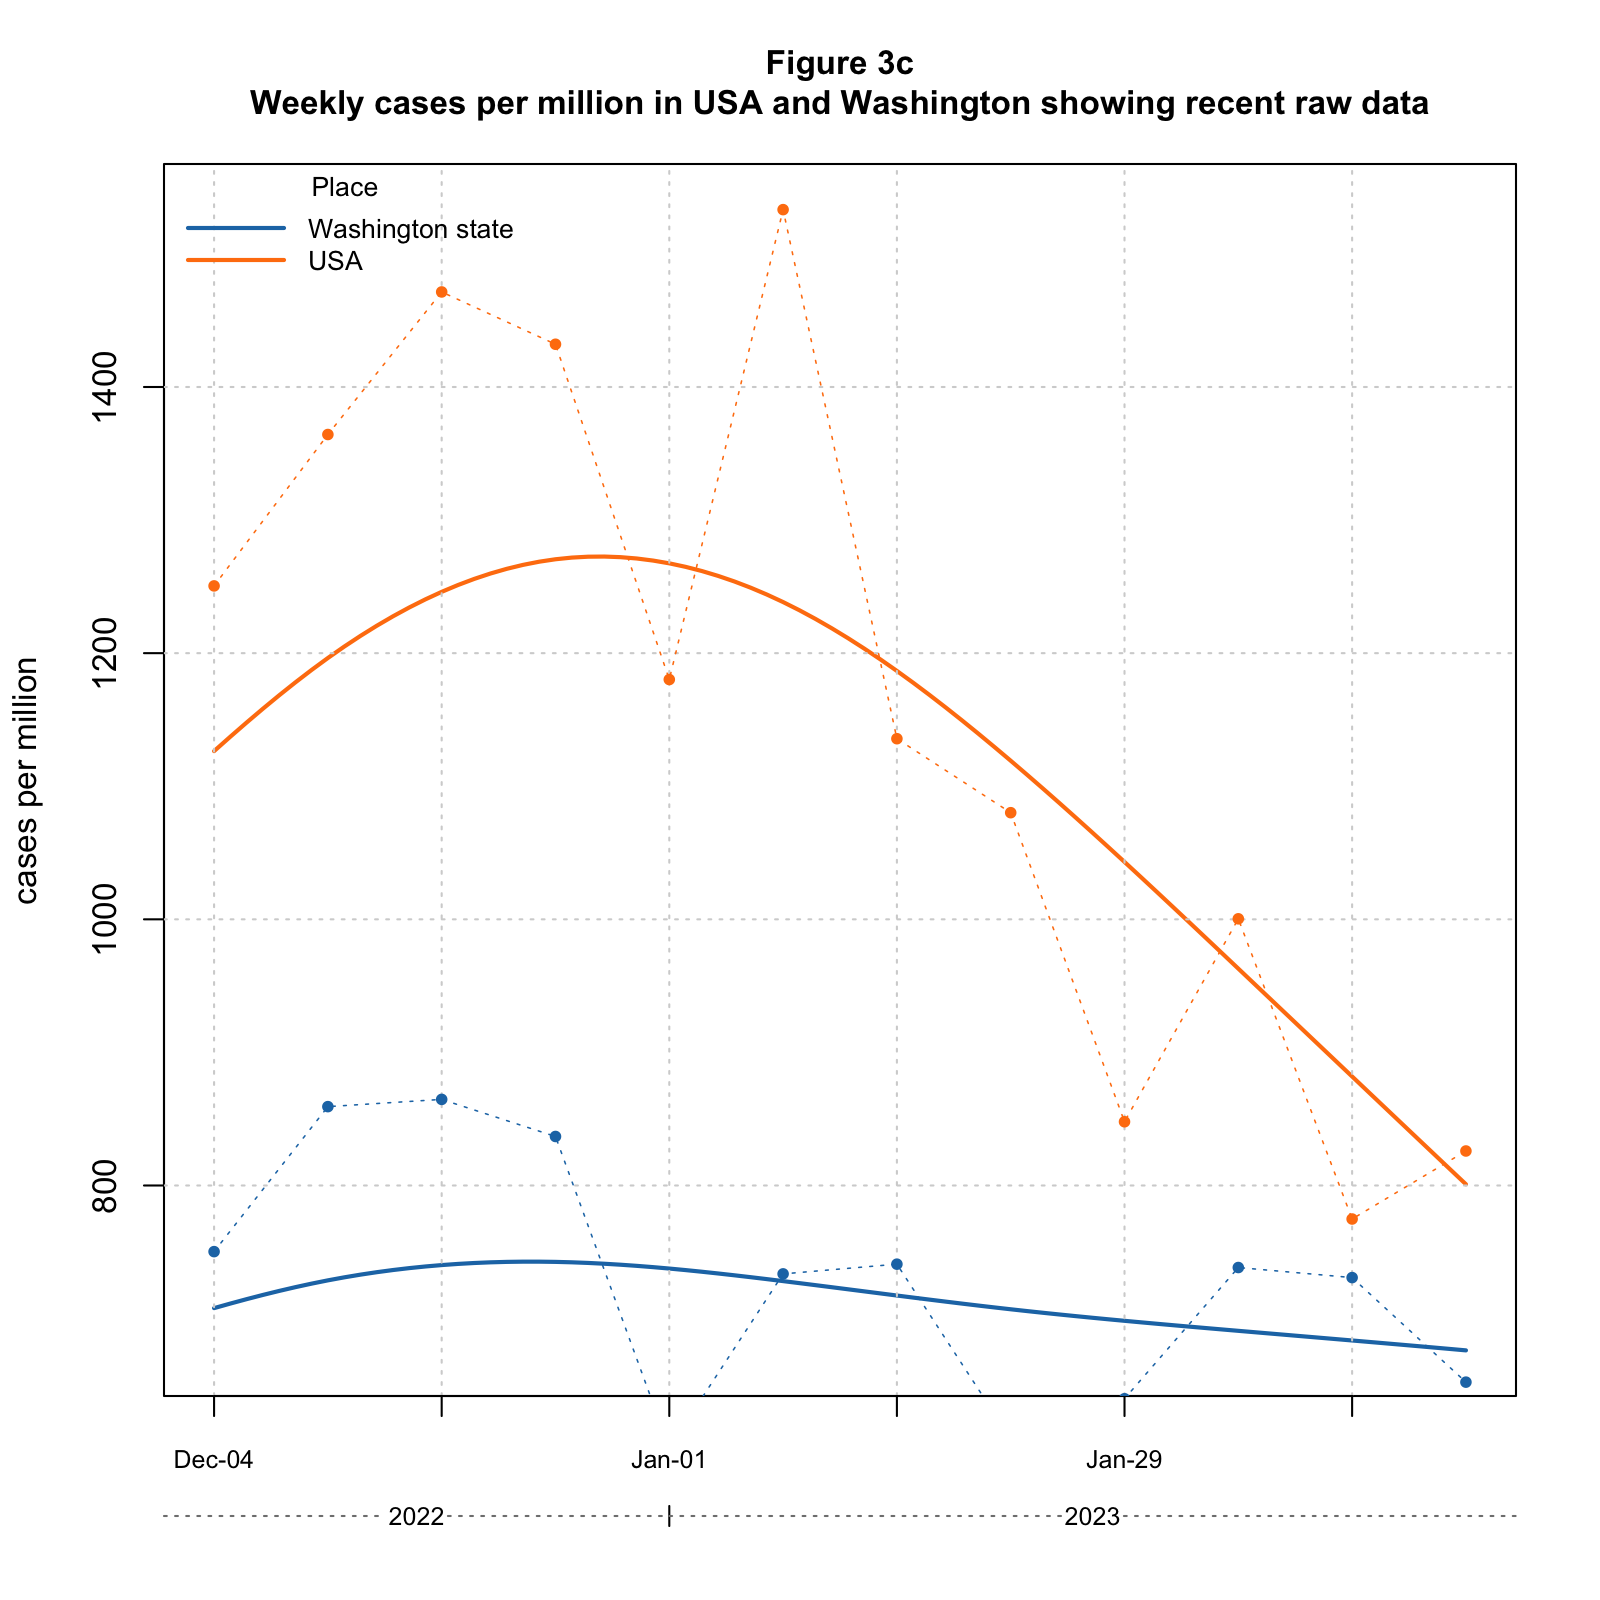 Figure 3c
Weekly cases per million in USA and Washington showing recent raw data
Place
Washington state
USA
cases per million
1400
1200
1000
800
Dec-04
Jan-01
Jan-29
2022
2023